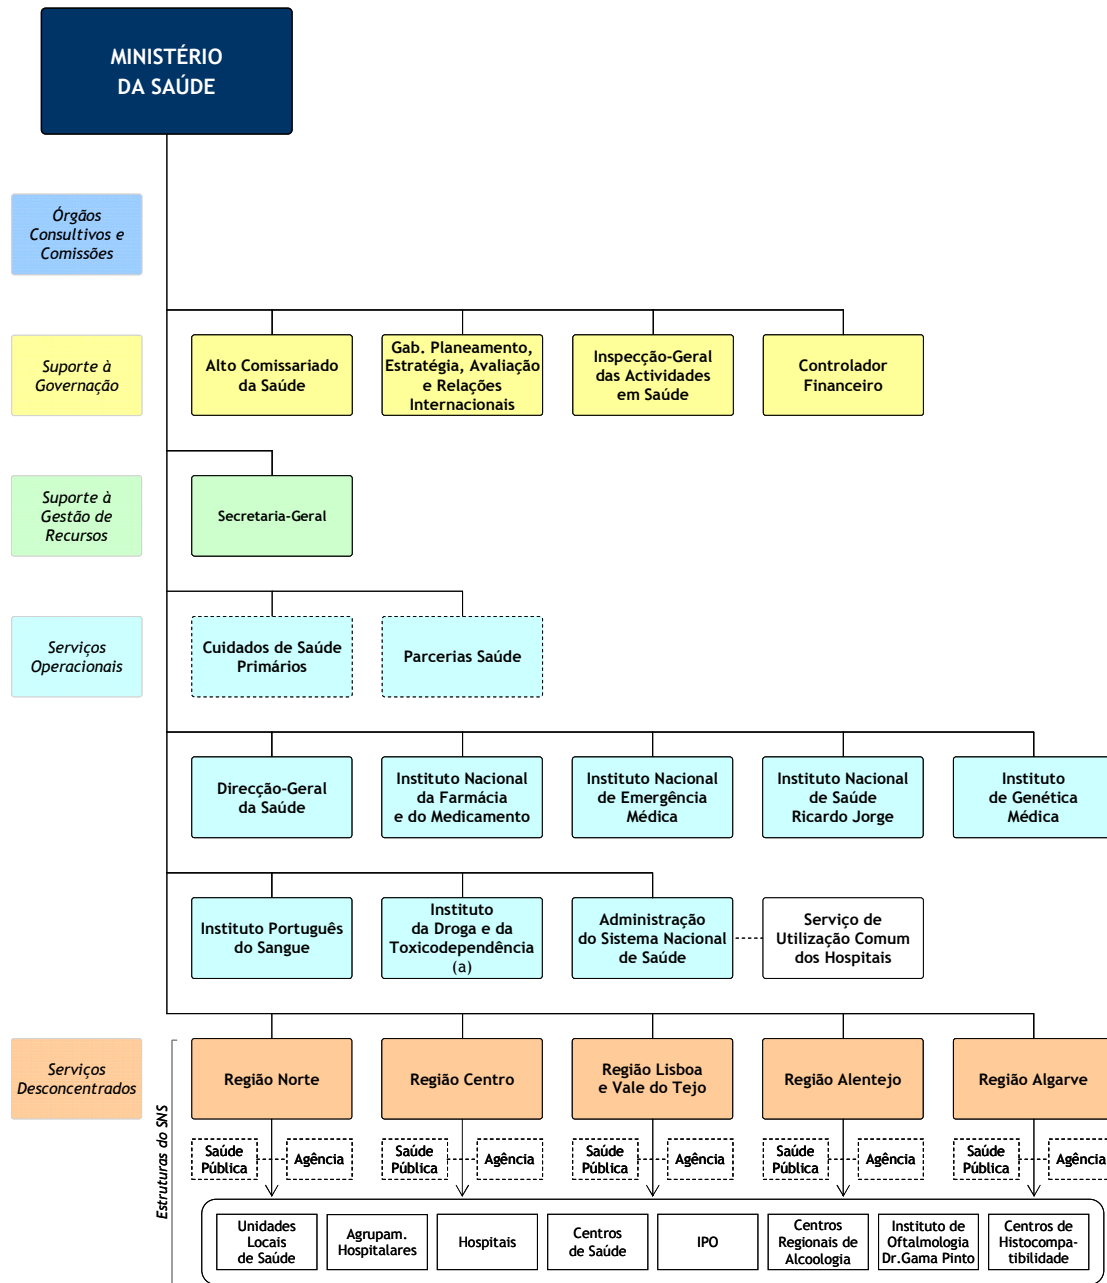 MINISTÉRIO
DA SAÚDE
Órgãos
Consultivos e
Comissões
Suporte à
Governação
Alto Comissariado
da Saúde
Gab. Planeamento,
Estratégia, Avaliação
e Relações
Internacionais
Inspecção-Geral
das Actividades
em Saúde
Controlador
Financeiro
Suporte à
Gestão de
Recursos
Secretaria-Geral
Serviços
Operacionais
Cuidados de Saúde
Primários
Parcerias Saúde
Direcção-Geral
da Saúde
Instituto Nacional
da Farmácia
e do Medicamento
Instituto Nacional
de Emergência
Médica
Instituto Nacional
de Saúde
Ricardo Jorge
Instituto
de Genética
Médica
Instituto Português
do Sangue
Instituto
da Droga e da
Toxicodependência
(a)
Administração
do Sistema Nacional
de Saúde
Serviço de
Utilização Comum
dos Hospitais
Serviços
Desconcentrados
Estruturas do SNS
Região Norte
Região Centro
Região Lisboa
e Vale do Tejo
Região Alentejo
Região Algarve
Saúde
Pública
Agência
Saúde
Pública
Agência
Saúde
Pública
Agência
Saúde
Pública
Agência
Saúde
Pública
Agência
Unidades
Locais
de Saúde
Agrupam.
Hospitalares
Hospitais
Centros
de Saúde
IPO
Centros
Regionais de
Alcoologia
Instituto de
Oftalmologia
Dr.Gama Pinto
Centros de
Histocompa-
tibilidade